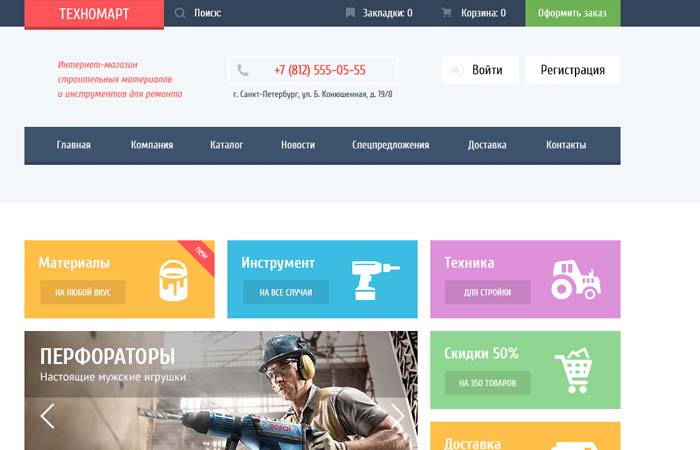 ТЕХНОМАРТ
Поиск:
Закладки: 0
Корзина: 0
Оформить заказ
Интернет-магазин
строительных материалов
и инструментов для ремонта
+7 (812) 555-05-55
г. Санкт-Петербург, ул. Б. Конюшенная, д. 19/8
Войти
Регистрация
Главная
Компания
Каталог
Новости
Спецпредложения
Доставка
Контакты
Материалы
new
НА ЛЮБОЙ ВКУС
Инструмент
НА ВСЕ СЛУЧАИ
Техника
ДЛЯ СТРОЙКИ
ПЕРФОРАТОРЫ
Настоящие мужские игрушки
BOSCH
Скидки 50%
НА 350 ТОВАРОВ
Доставка